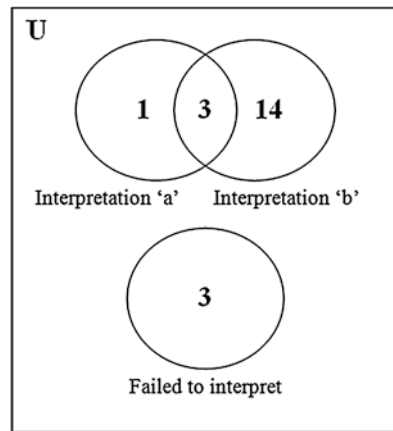 U
1 3 14
Interpretation ‘a’ Interpretation ‘b’
3
Failed to interpret